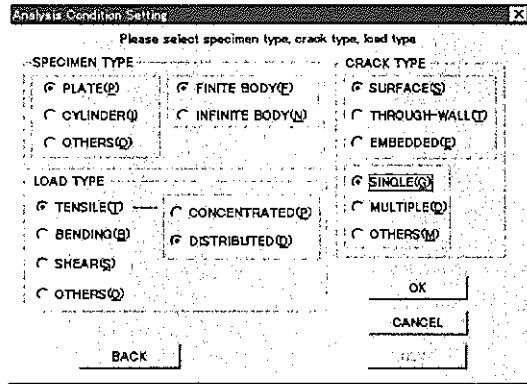 Analysis Condition Setting
Please select specimen type, crack type, load type
SPECIMEN TYPE
PLATE(P)
CYLINDER(I)
OTHERS(O)
FINITE BODY(F)
INFINITE BODY(N)
CRACK TYPE
SURFACE(S)
THROUGH-WALL(T)
EMBEDDED(E)
SINGLE(G)
MULTIPLE(D)
OTHERS(M)
LOAD TYPE
TENSILE(T)
BENDING(B)
SHEAR(S)
OTHERS(O)
CONCENTRATED(P)
DISTRIBUTED(D)
OK
CANCEL
BACK